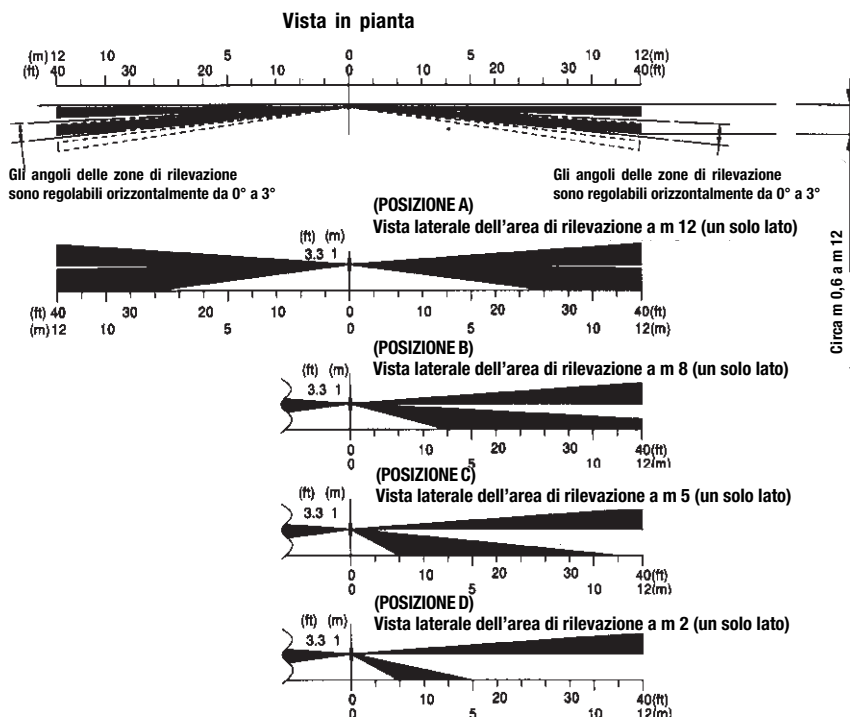 Vista in pianta
(m) 12 10 5 0 5 10 12(m)
(ft) 40 30 20 10 0 10 20 30 40(ft)
Gli angoli delle zone di rilevazione
sono regolabili orizzontalmente da 0° a 3°
Gli angoli delle zone di rilevazione
sono regolabili orizzontalmente da 0° a 3°
Circa m 0,6 a m 12
(POSIZIONE A)
Vista laterale dell'area di rilevazione a m 12 (un solo lato)
(ft) (m)
3.3 1
(ft) 40 30 20 10 0 10 20 30 40(ft)
(m) 12 10 5 0 5 10 12(m)
(POSIZIONE B)
Vista laterale dell'area di rilevazione a m 8 (un solo lato)
(ft) (m)
3.3 1
0 10 20 30 40(ft)
0 5 10 12(m)
(POSIZIONE C)
Vista laterale dell'area di rilevazione a m 5 (un solo lato)
(ft) (m)
3.3 1
0 10 20 30 40(ft)
0 5 10 12(m)
(POSIZIONE D)
Vista laterale dell'area di rilevazione a m 2 (un solo lato)
(ft) (m)
3.3 1
0 10 20 30 40(ft)
0 5 10 12(m)